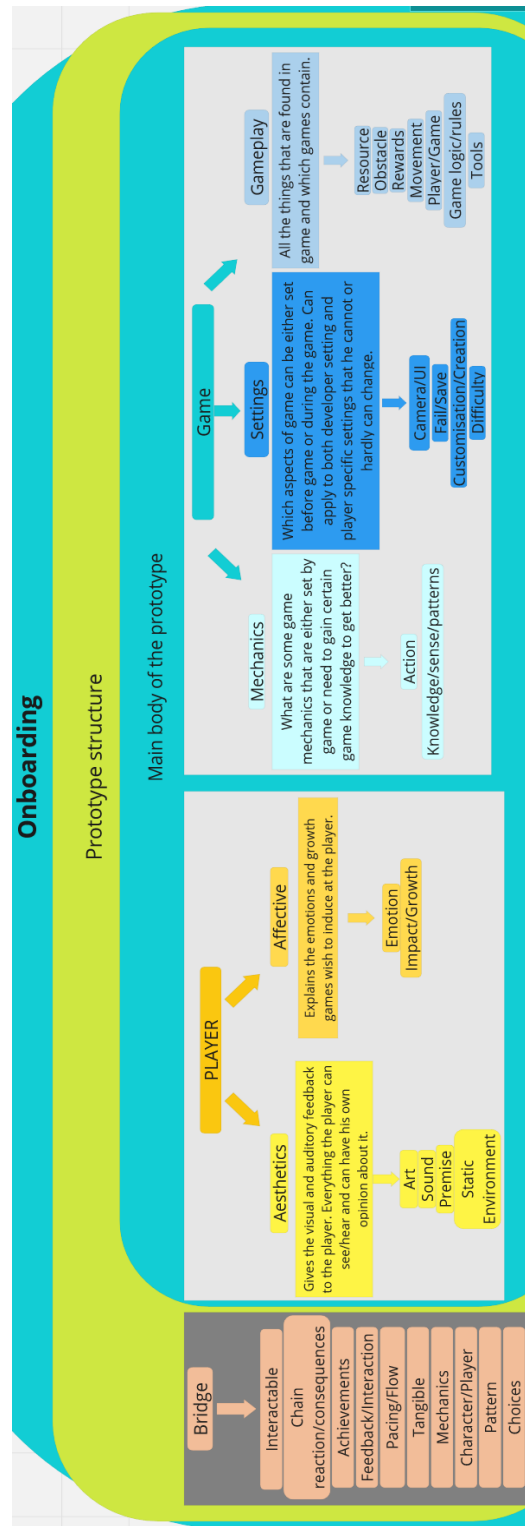 Onboarding
Prototype structure
Main body of the prototype
Bridge
Interactable
Chain
reaction/consequences
Achievements
Feedback/Interaction
Pacing/Flow
Tangible
Mechanics
Character/Player
Pattern
Choices
PLAYER
Aesthetics
Gives the visual and auditory feedback
to the player. Everything the player can
see/hear and can have his own
opinion about it.
Art
Sound
Premise
Static
Environment
Affective
Explains the emotions and growth
games wish to induce at the player.
Emotion
Impact/Growth
Game
Mechanics
What are some game
mechanics that are either set by
game or need to gain certain
game knowledge to get better?
Action
Knowledge/sense/patterns
Settings
Which aspects of game can be either set
before game or during the game. Can
apply to both developer setting and
player specific settings that he cannot or
hardly can change.
Camera/UI
Fail/Save
Customisation/Creation
Difficulty
Gameplay
All the things that are found in
game and which games contain.
Resource
Obstacle
Rewards
Movement
Player/Game
Game logic/rules
Tools